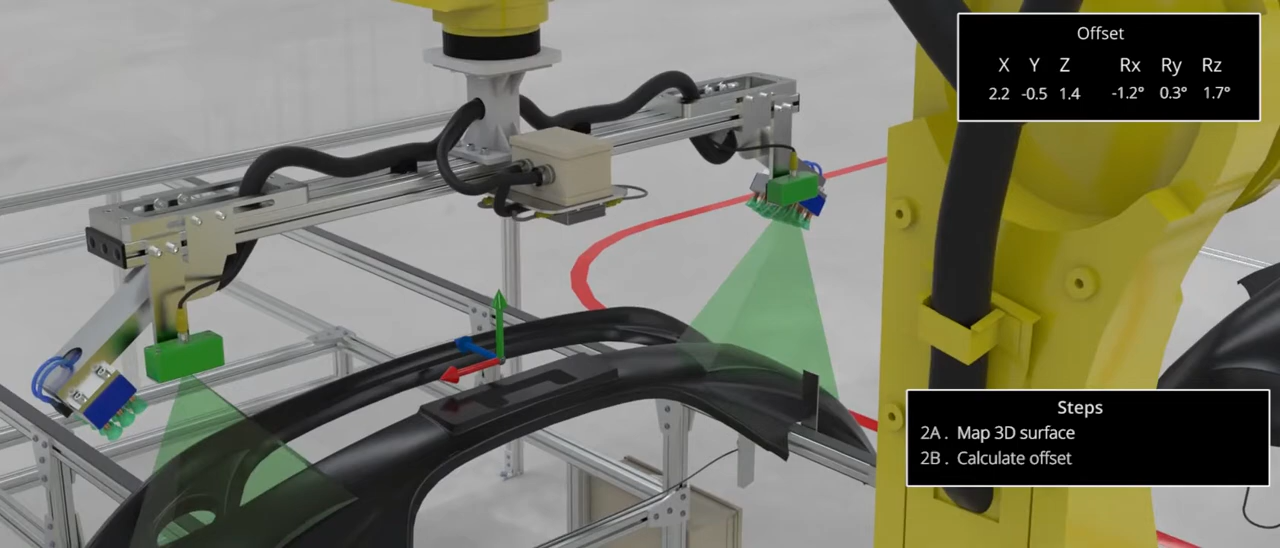 Offset
X Y Z Rx Ry Rz
2.2 -0.5 1.4 -1.2° 0.3° 1.7°
Steps
2A . Map 3D surface
2B . Calculate offset